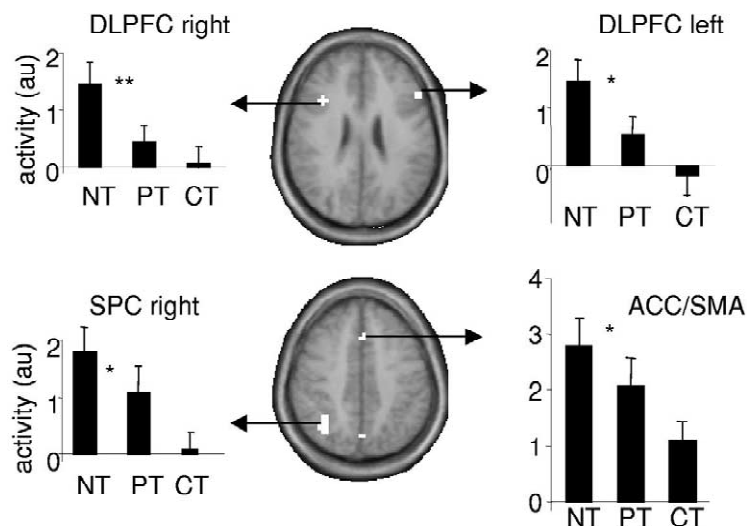 DLPFC right
DLPFC left
activity (au)
2
1
0
**
NT PT CT
2
1
0
*
NT PT CT
SPC right
ACC/SMA
activity (au)
2
1
0
*
NT PT CT
4
3
2
1
0
*
NT PT CT